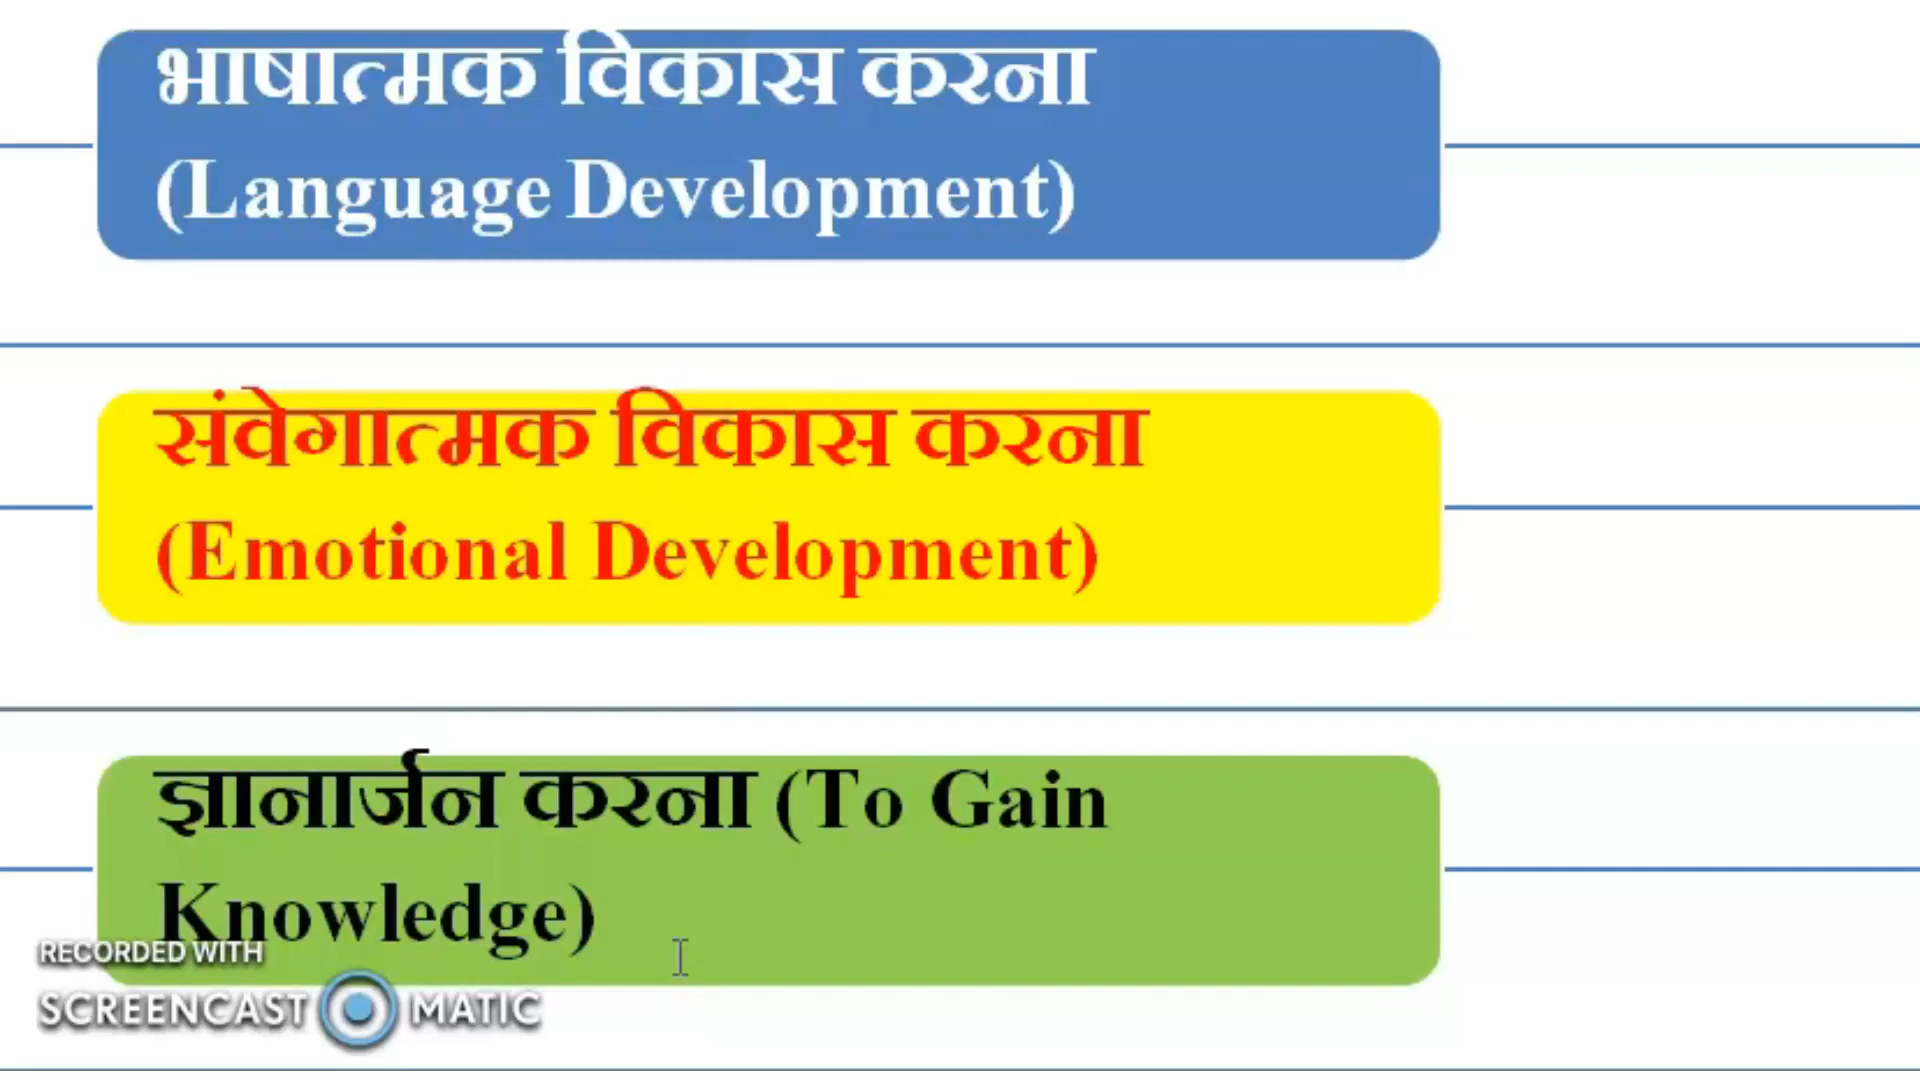 भाषात्मक विकास करना
(Language Development)
संवेगात्मक विकास करना
(Emotional Development)
ज्ञानार्जन करना (To Gain
Knowledge)
RECORDED WITH
SCREENCAST MATIC